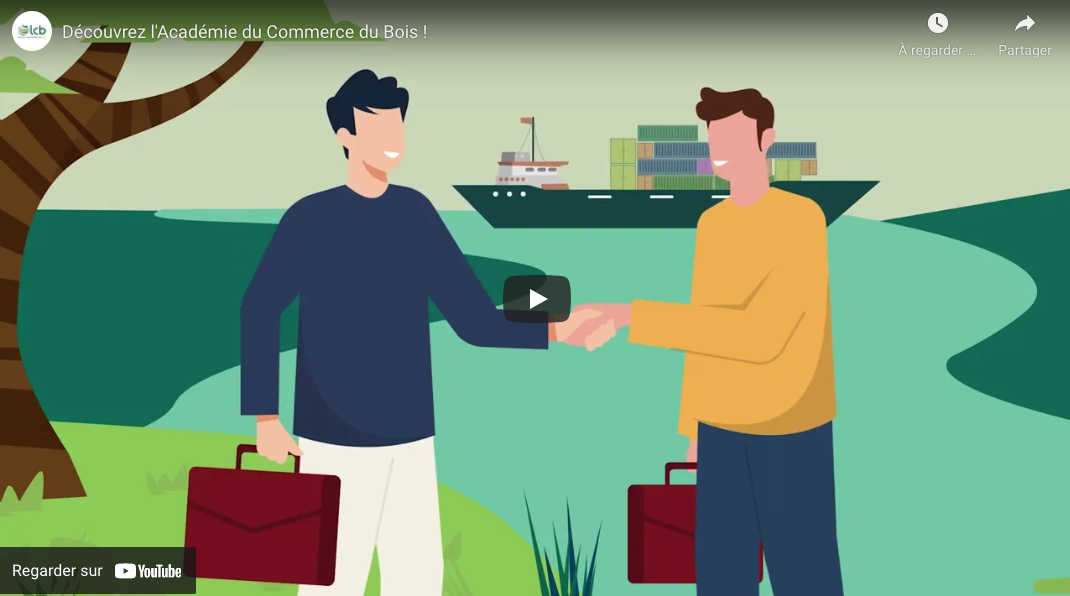 lcb
Découvrez l'Académie du Commerce du Bois !
À regarder ...
Partager
Regarder sur YouTube